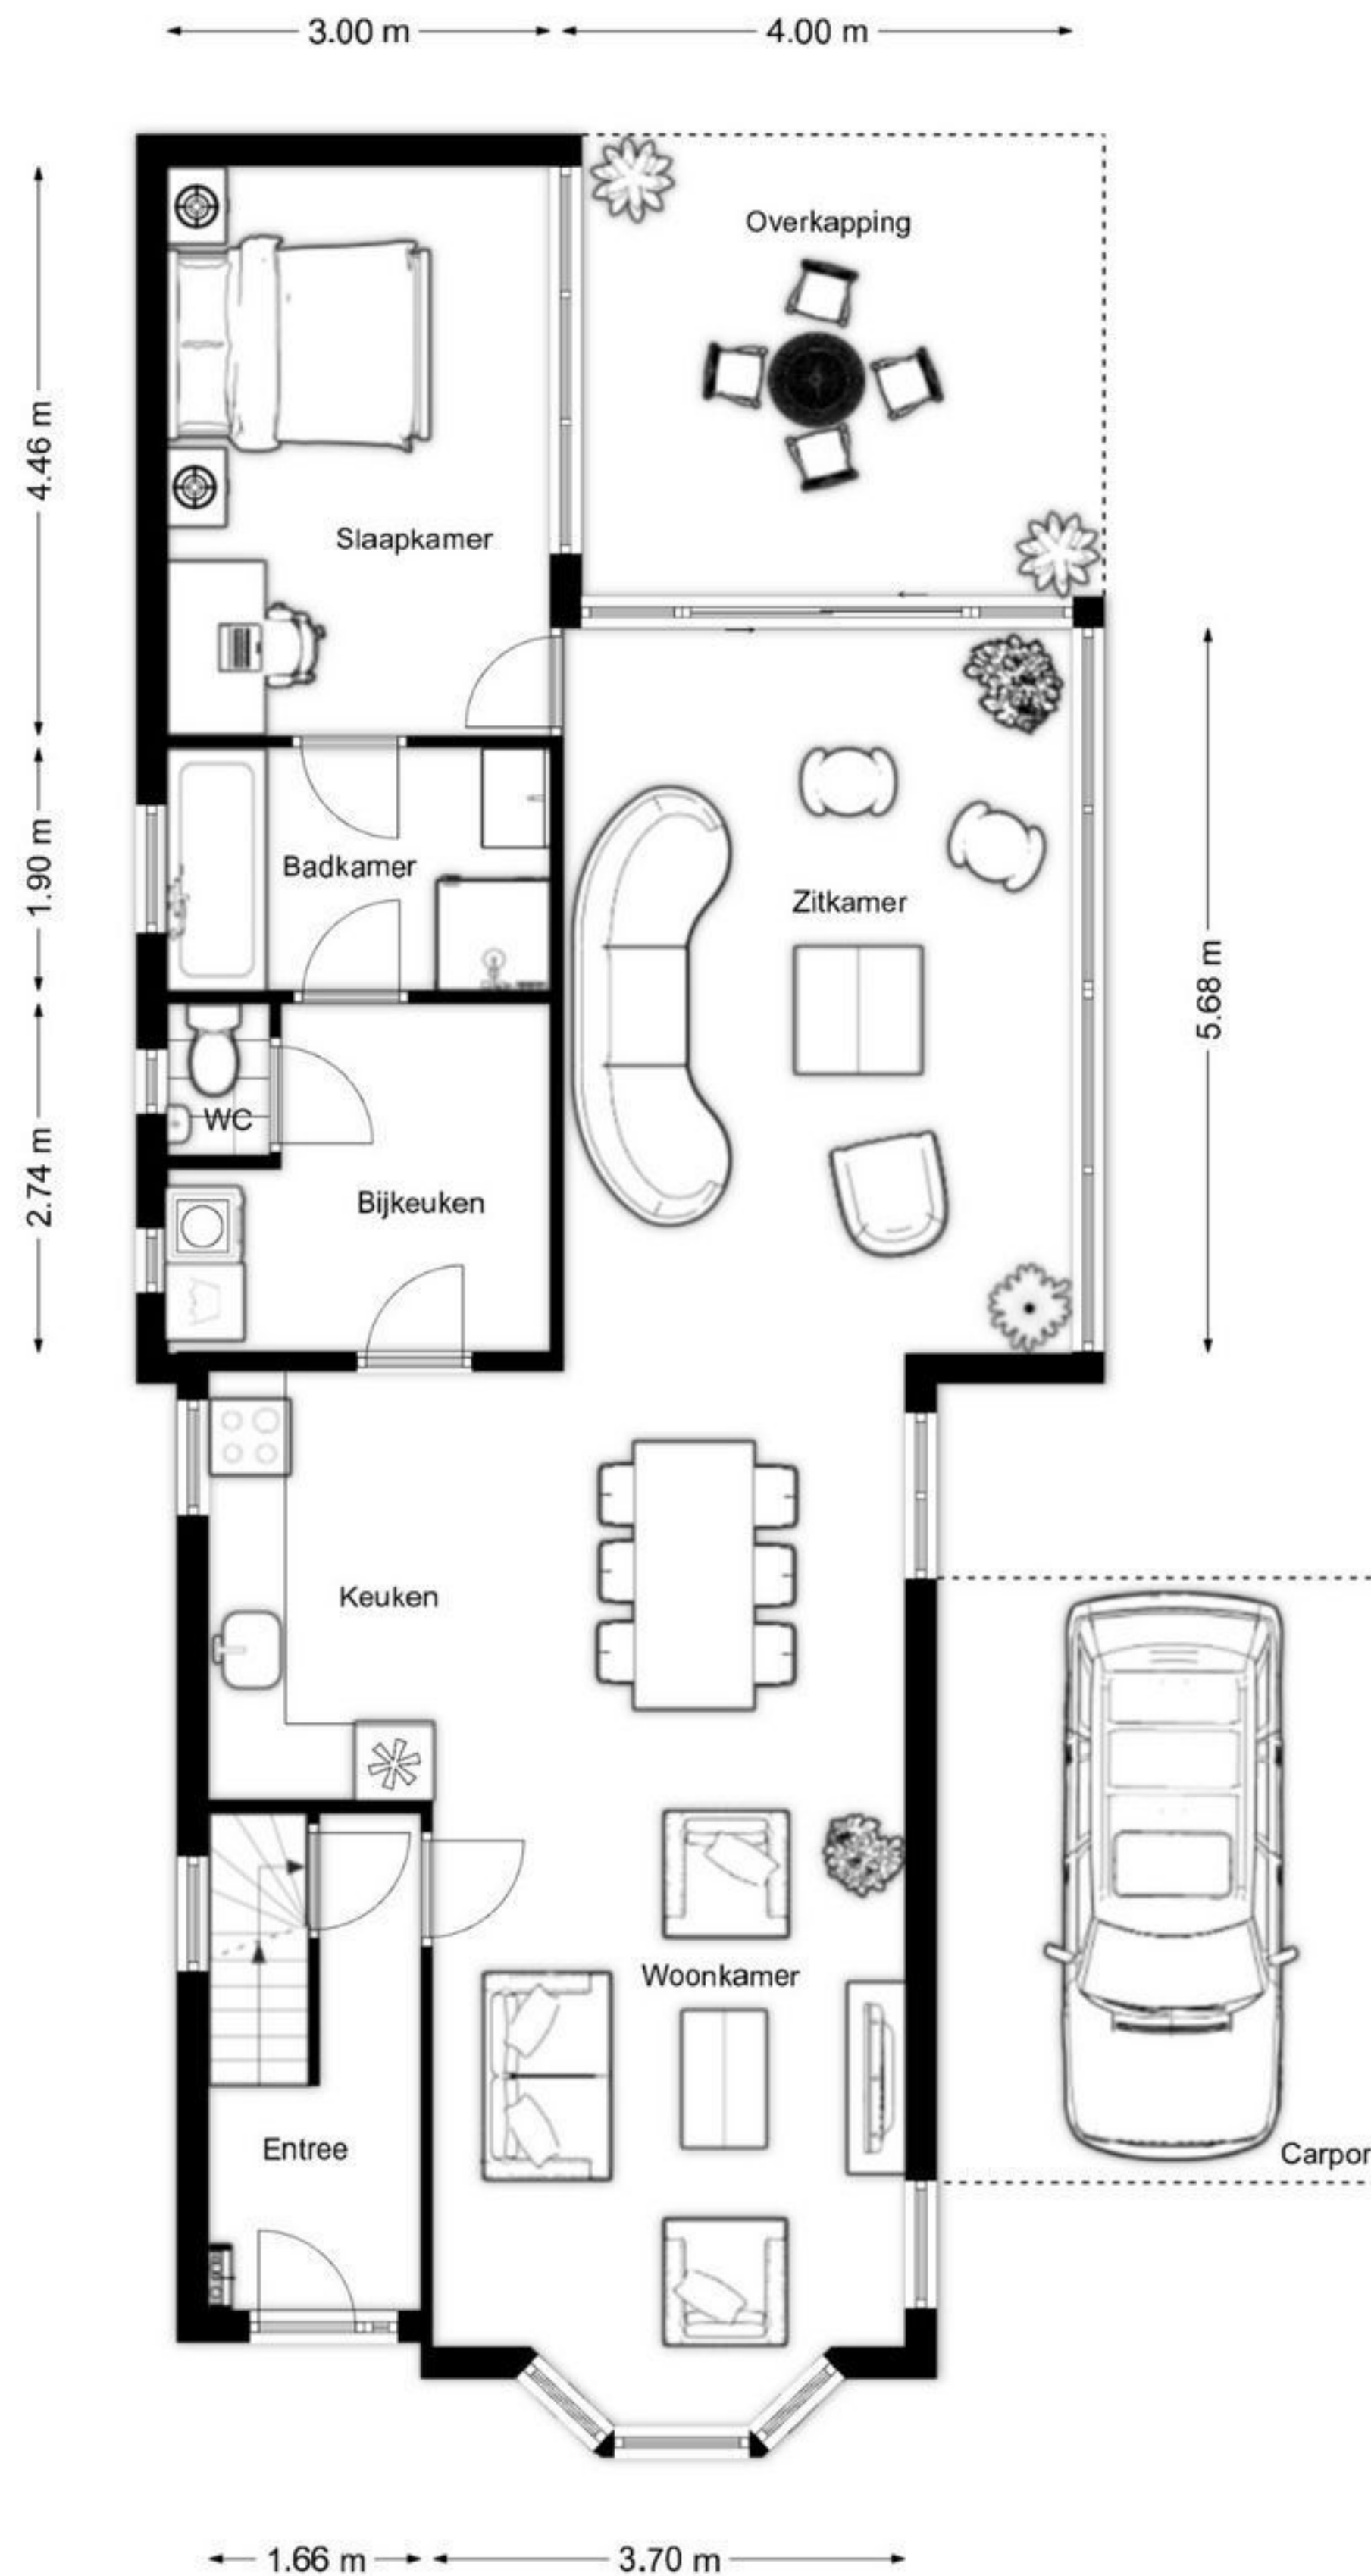 3.00 m
4.00 m
Overkapping
4.46 m
Slaapkamer
1.90 m
Badkamer
Zitkamer
5.68 m
WC
2.74 m
Bijkeuken
Keuken
Woonkamer
Entree
Carpor
1.66 m
3.70 m